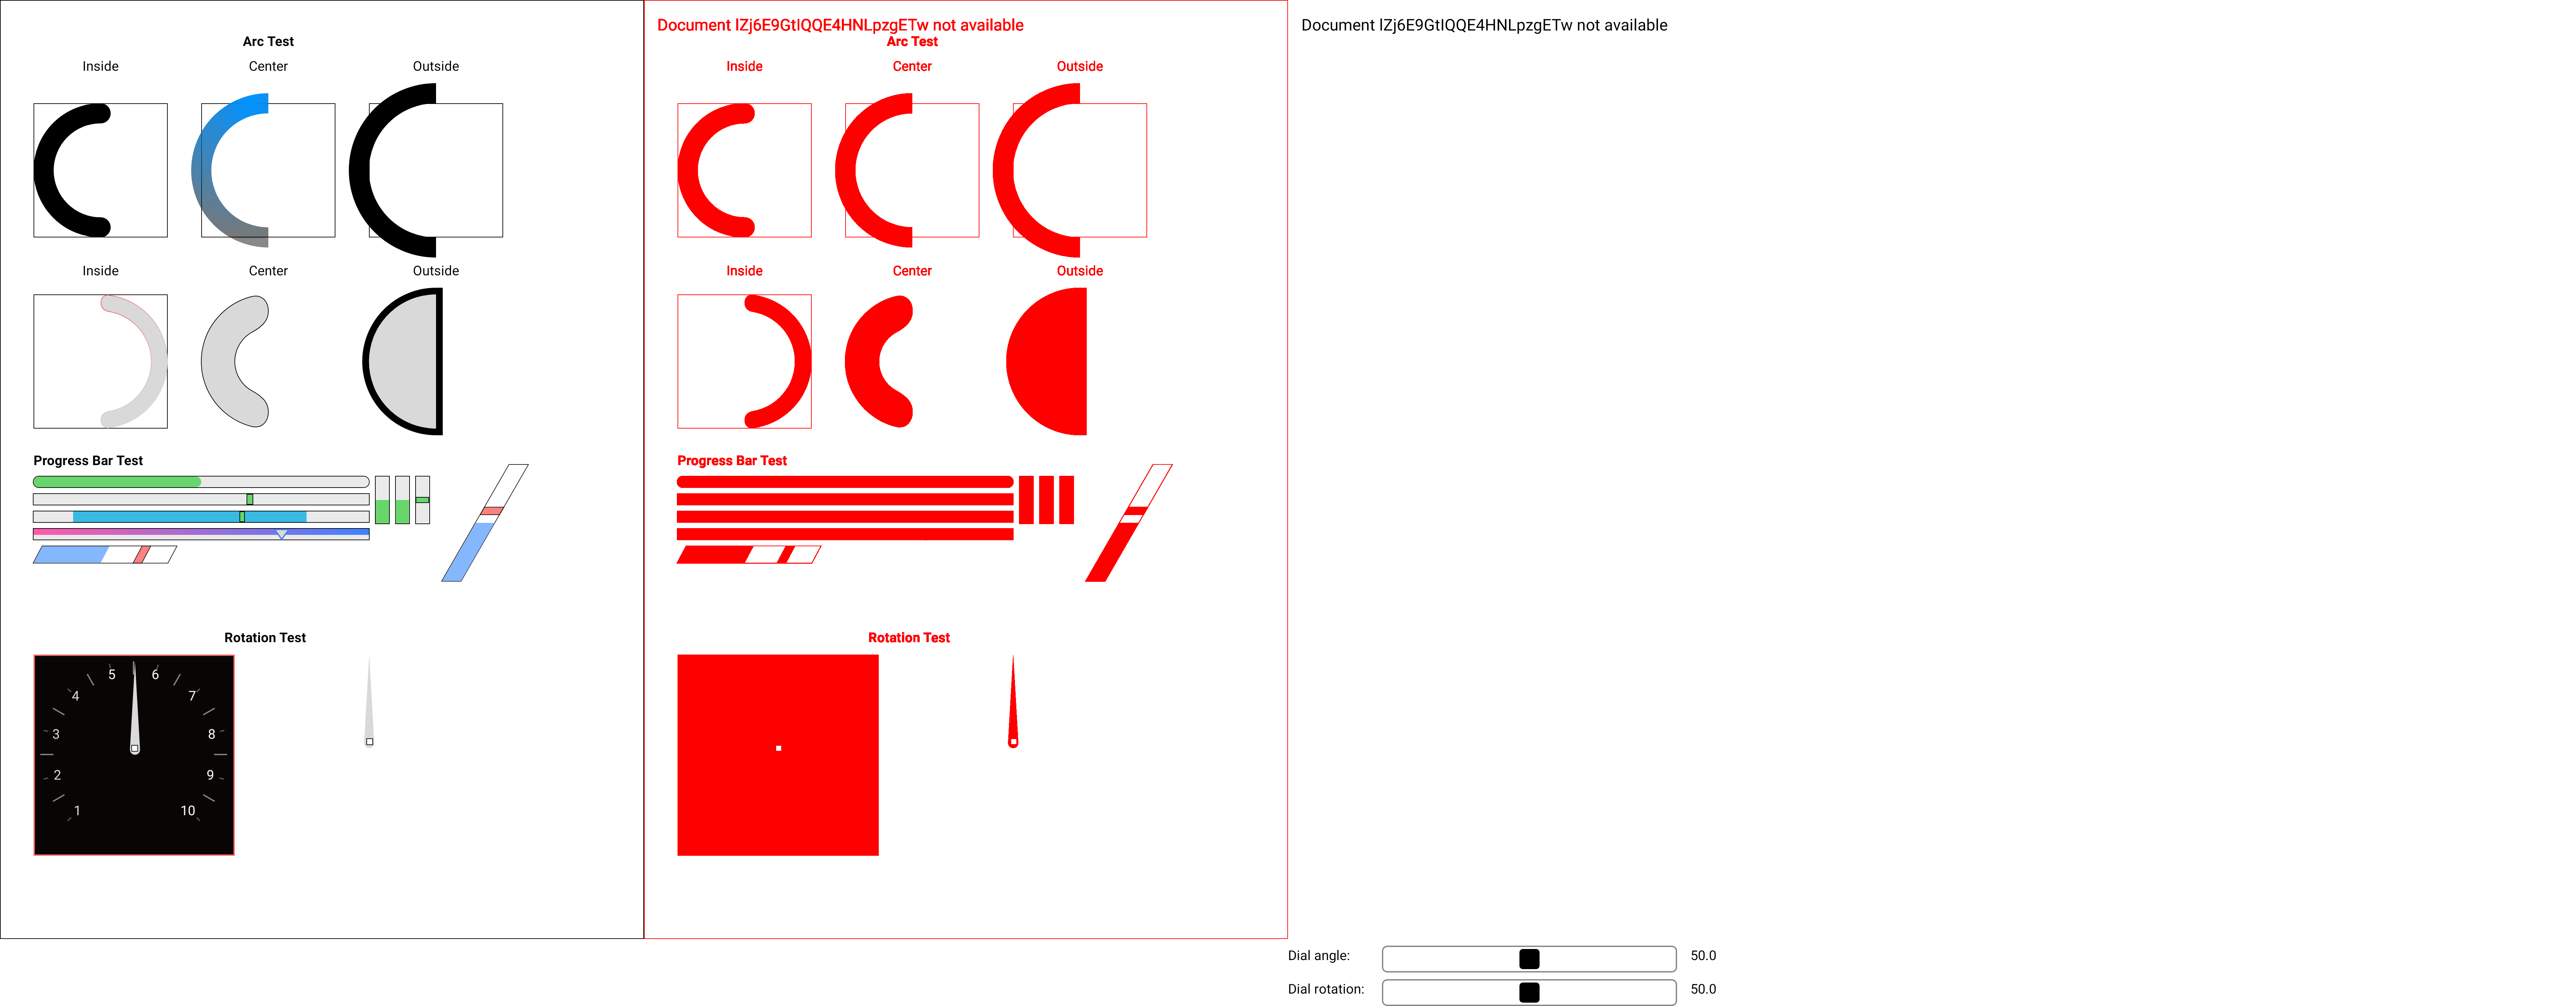 Arc Test
Inside Center Outside
Inside Center Outside
Progress Bar Test
Rotation Test
5 6
4 7
3 8
2 9
1 10
Document lZj6E9GtIQQE4HNLpzgETw not available
Arc Test
Inside Center Outside
Inside Center Outside
Progress Bar Test
Rotation Test
Document lZj6E9GtIQQE4HNLpzgETw not available
Dial angle: 50.0
Dial rotation: 50.0